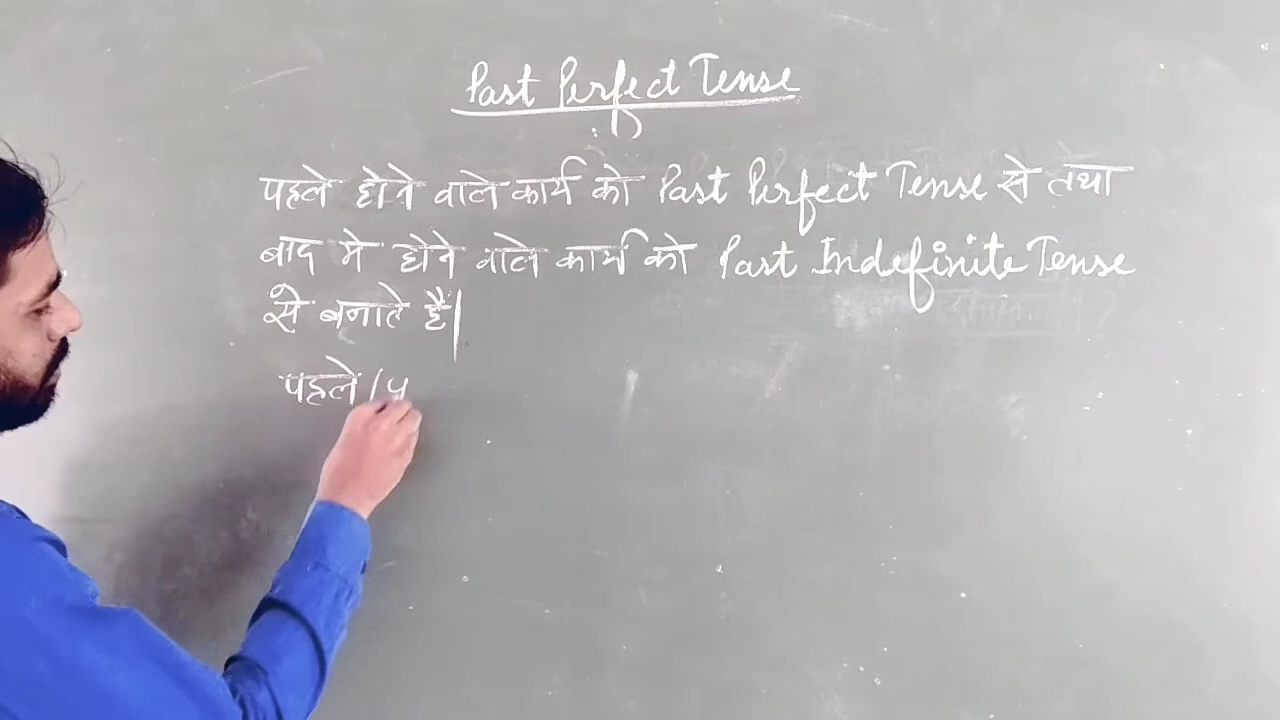 Past Perfect Tense
पहले होने वाले कार्य को Past Perfect Tense से तथा
बाद मे होने वाले कार्य को Past Indefinite Tense
से बनाते हैं|
पहले / प